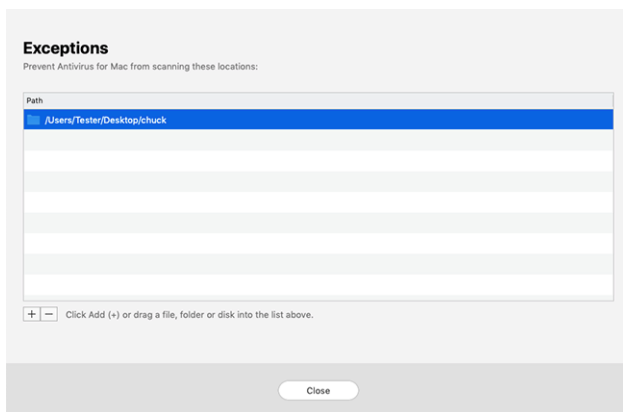 Exceptions
Prevent Antivirus for Mac from scanning these locations:
Path
/Users/Tester/Desktop/chuck
+ − Click Add (+) or drag a file, folder or disk into the list above.
Close